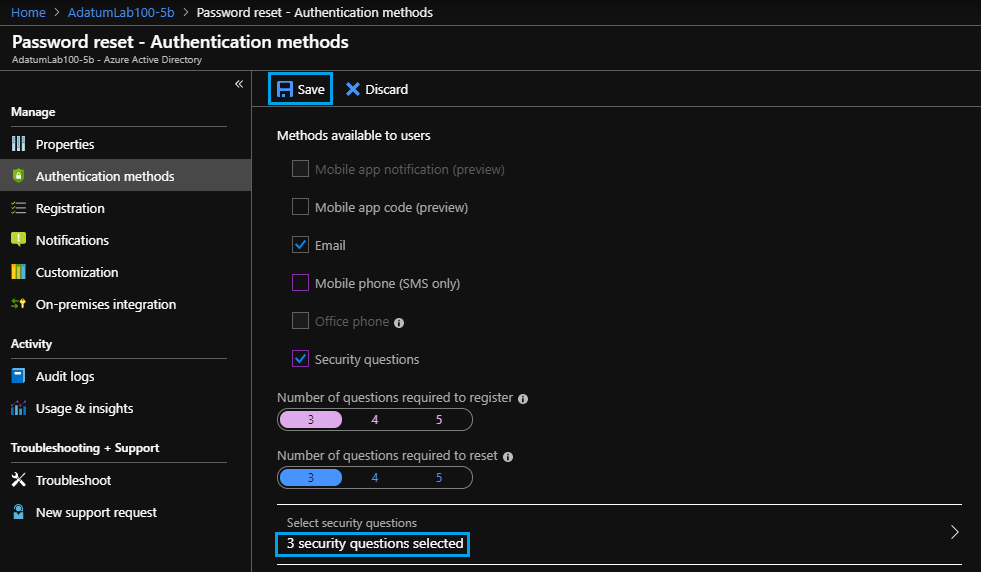 Home > AdatumLab100-5b > Password reset - Authentication methods
Password reset - Authentication methods
AdatumLab100-5b - Azure Active Directory
«
Manage
Properties
Authentication methods
Registration
Notifications
Customization
On-premises integration
Activity
Audit logs
Usage & insights
Troubleshooting + Support
Troubleshoot
New support request
Save Discard
Methods available to users
Mobile app notification (preview)
Mobile app code (preview)
Email
Mobile phone (SMS only)
Office phone
Security questions
Number of questions required to register
3 4 5
Number of questions required to reset
3 4 5
Select security questions
3 security questions selected